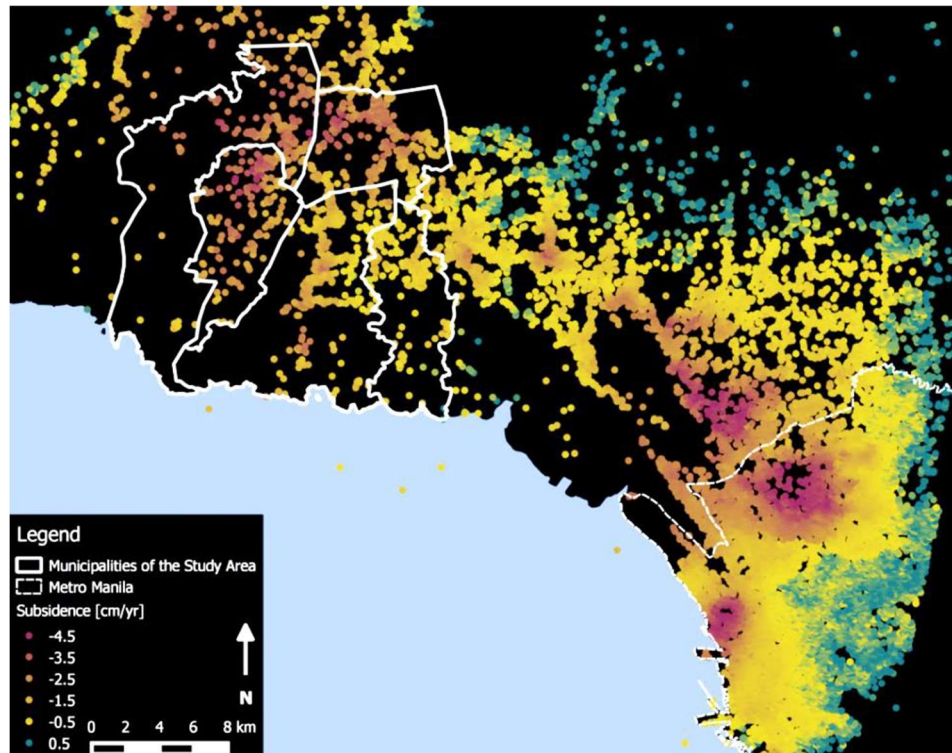 Legend
Municipalities of the Study Area
Metro Manila
Subsidence [cm/yr]
-4.5
-3.5
-2.5
-1.5
-0.5
0.5
N
0 2 4 6 8 km